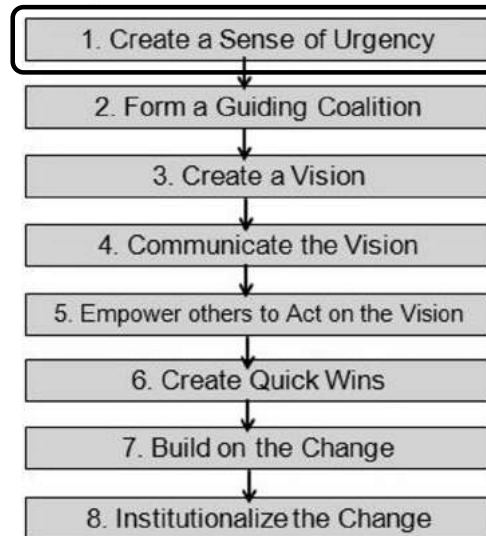 1. Create a Sense of Urgency
2. Form a Guiding Coalition
3. Create a Vision
4. Communicate the Vision
5. Empower others to Act on the Vision
6. Create Quick Wins
7. Build on the Change
8. Institutionalize the Change